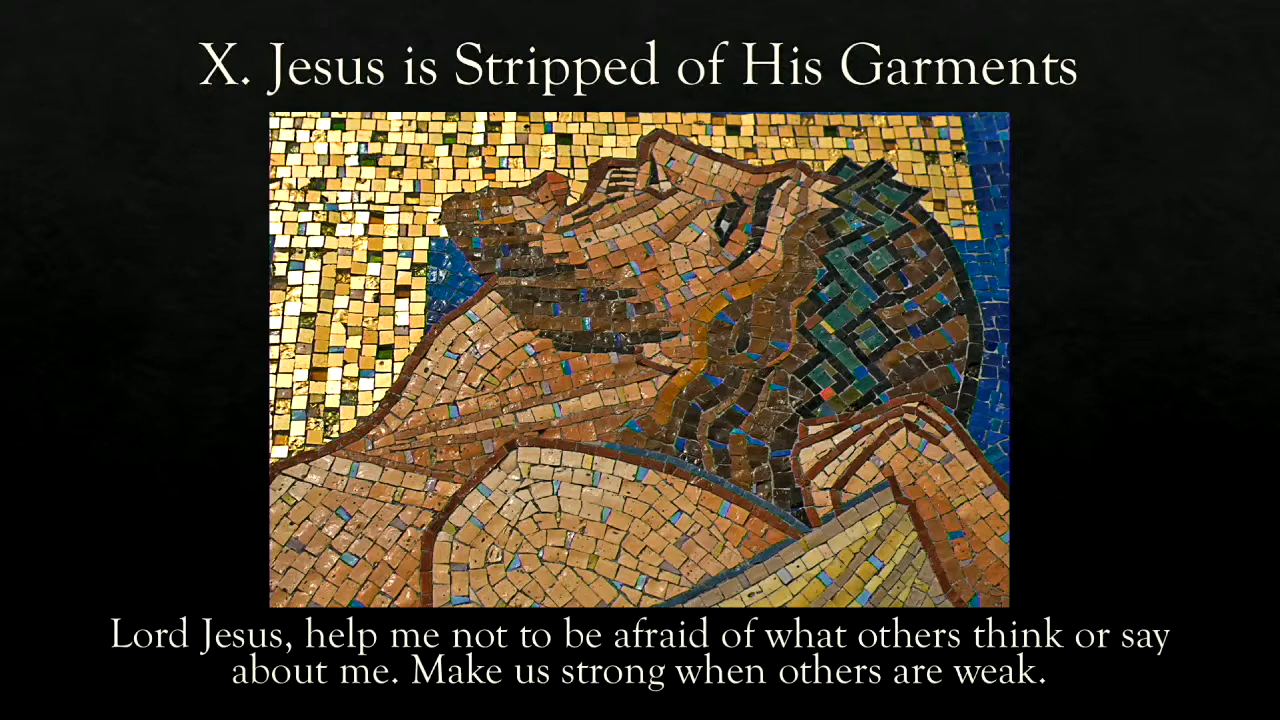 X. Jesus is Stripped of His Garments
Lord Jesus, help me not to be afraid of what others think or say
about me. Make us strong when others are weak.